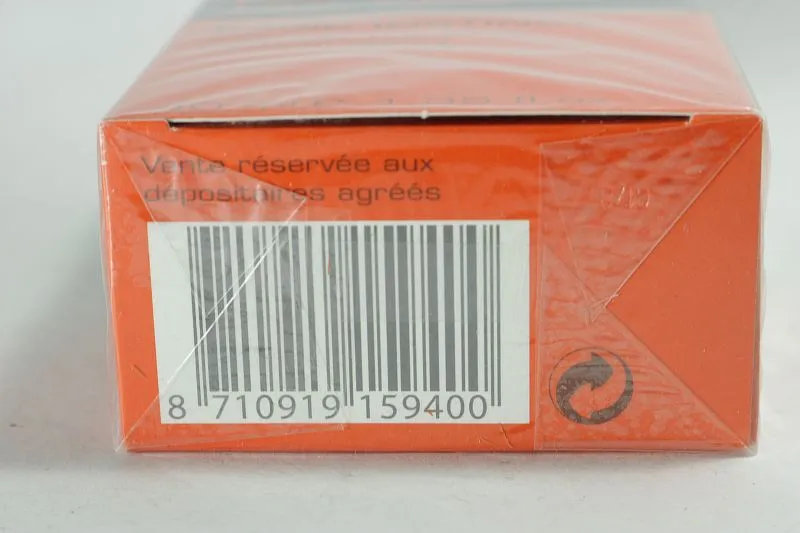 Vente réservée aux
dépositaires agréés
8 710919 159400